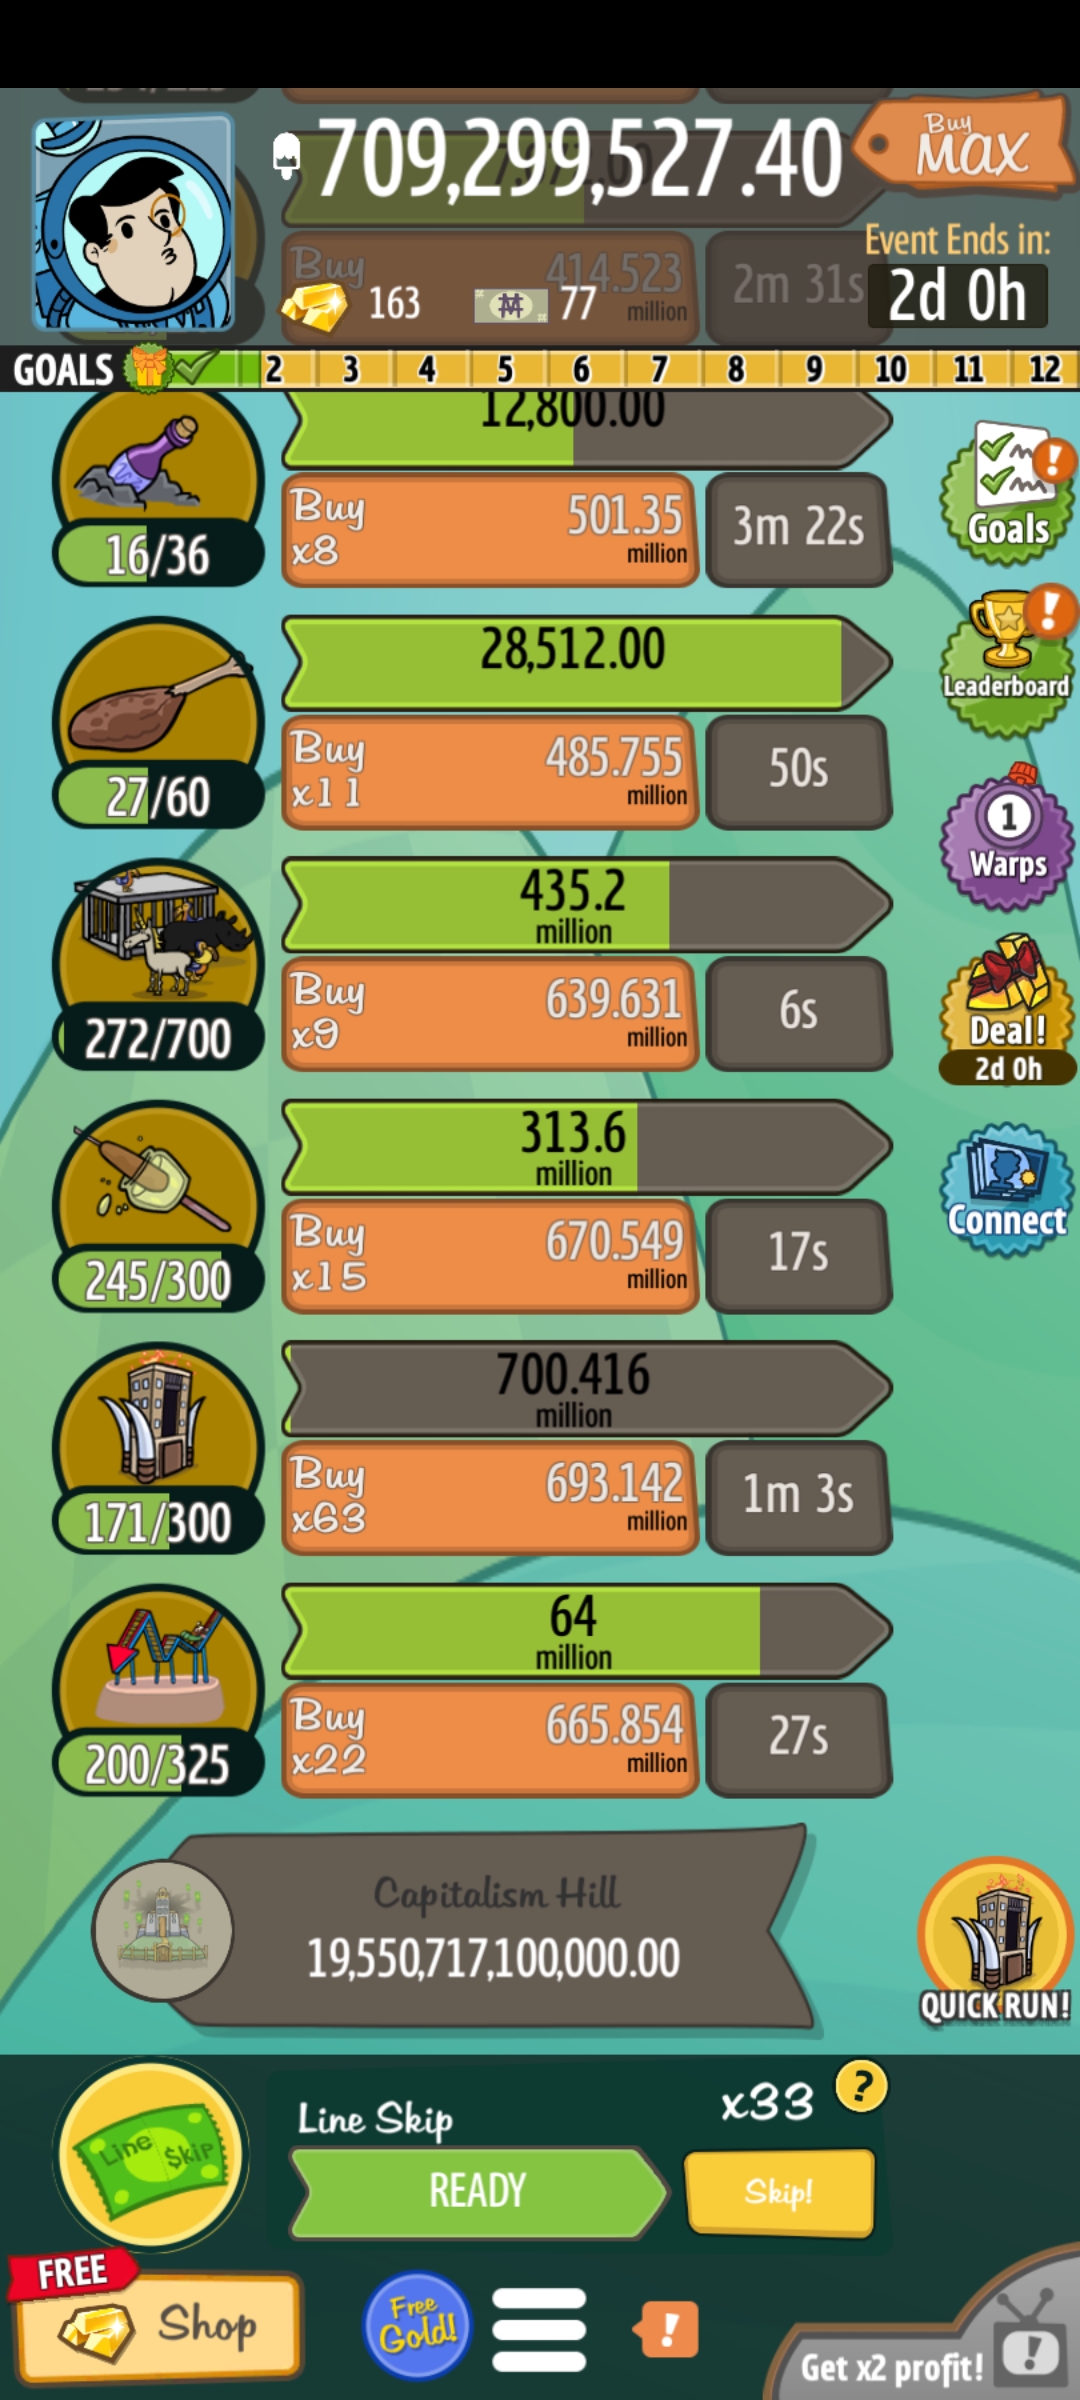 709,299,527.40
Buy
MAX
Event Ends in:
2d 0h
Buy
414.523
million
2m 31s
163
77
GOALS 2 3 4 5 6 7 8 9 10 11 12
12,800.00
Buy
x8
501.35
million
3m 22s
16/36
Goals
28,512.00
Buy
x11
485.755
million
50s
27/60
Leaderboard
1
Warps
435.2
million
Buy
x9
639.631
million
6s
272/700
Deal!
2d 0h
313.6
million
Buy
x15
670.549
million
17s
245/300
Connect
700.416
million
Buy
x63
693.142
million
1m 3s
171/300
64
million
Buy
x22
665.854
million
27s
200/325
Capitalism Hill
19,550,717,100,000.00
QUICK RUN!
Line $kip
Line Skip
x33
?
READY
Skip!
FREE
Shop
Free
Gold!
!
Get x2 profit!